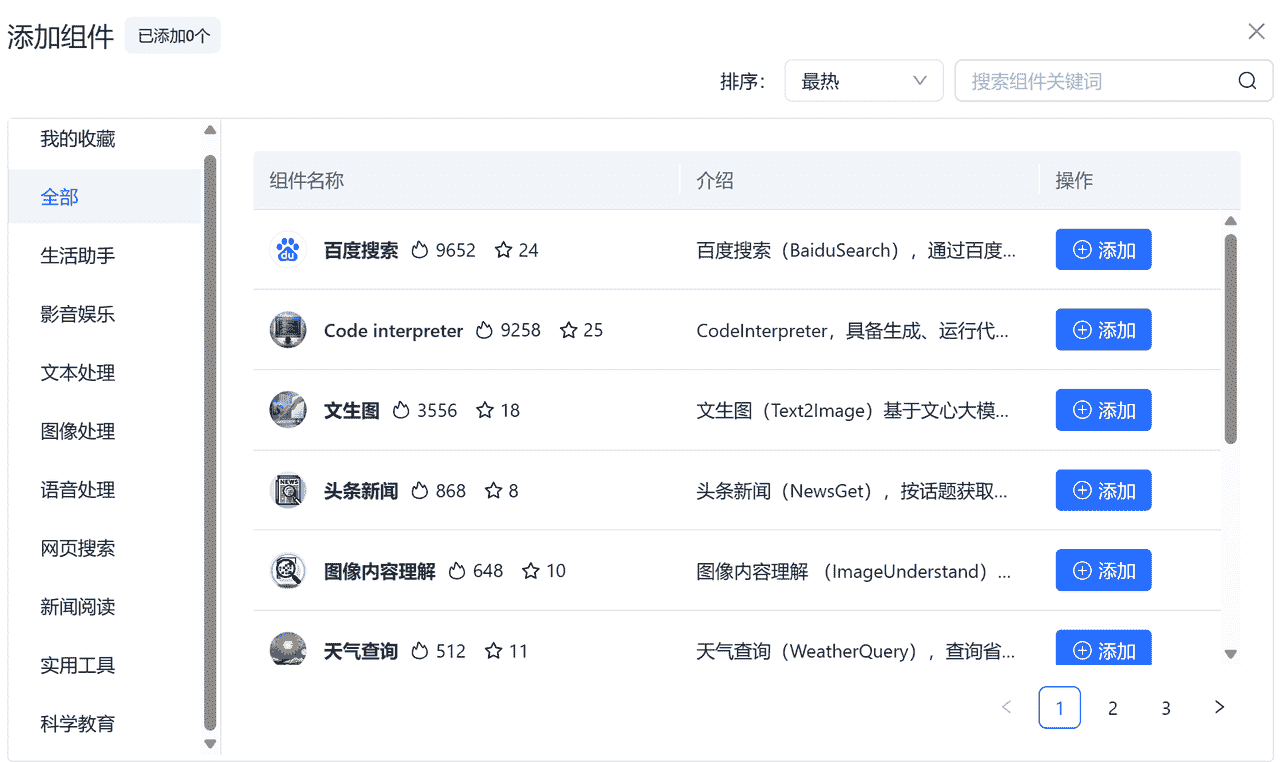 添加组件 已添加0个
排序: 最热 搜索组件关键词
我的收藏
全部
生活助手
影音娱乐
文本处理
图像处理
语音处理
网页搜索
新闻阅读
实用工具
科学教育
组件名称 介绍 操作
百度搜索 9652 24 百度搜索（BaiduSearch），通过百度... 添加
Code interpreter 9258 25 CodeInterpreter，具备生成、运行代... 添加
文生图 3556 18 文生图（Text2Image）基于文心大模... 添加
头条新闻 868 8 头条新闻（NewsGet），按话题获取... 添加
图像内容理解 648 10 图像内容理解 （ImageUnderstand）... 添加
天气查询 512 11 天气查询（WeatherQuery），查询省... 添加
1 2 3